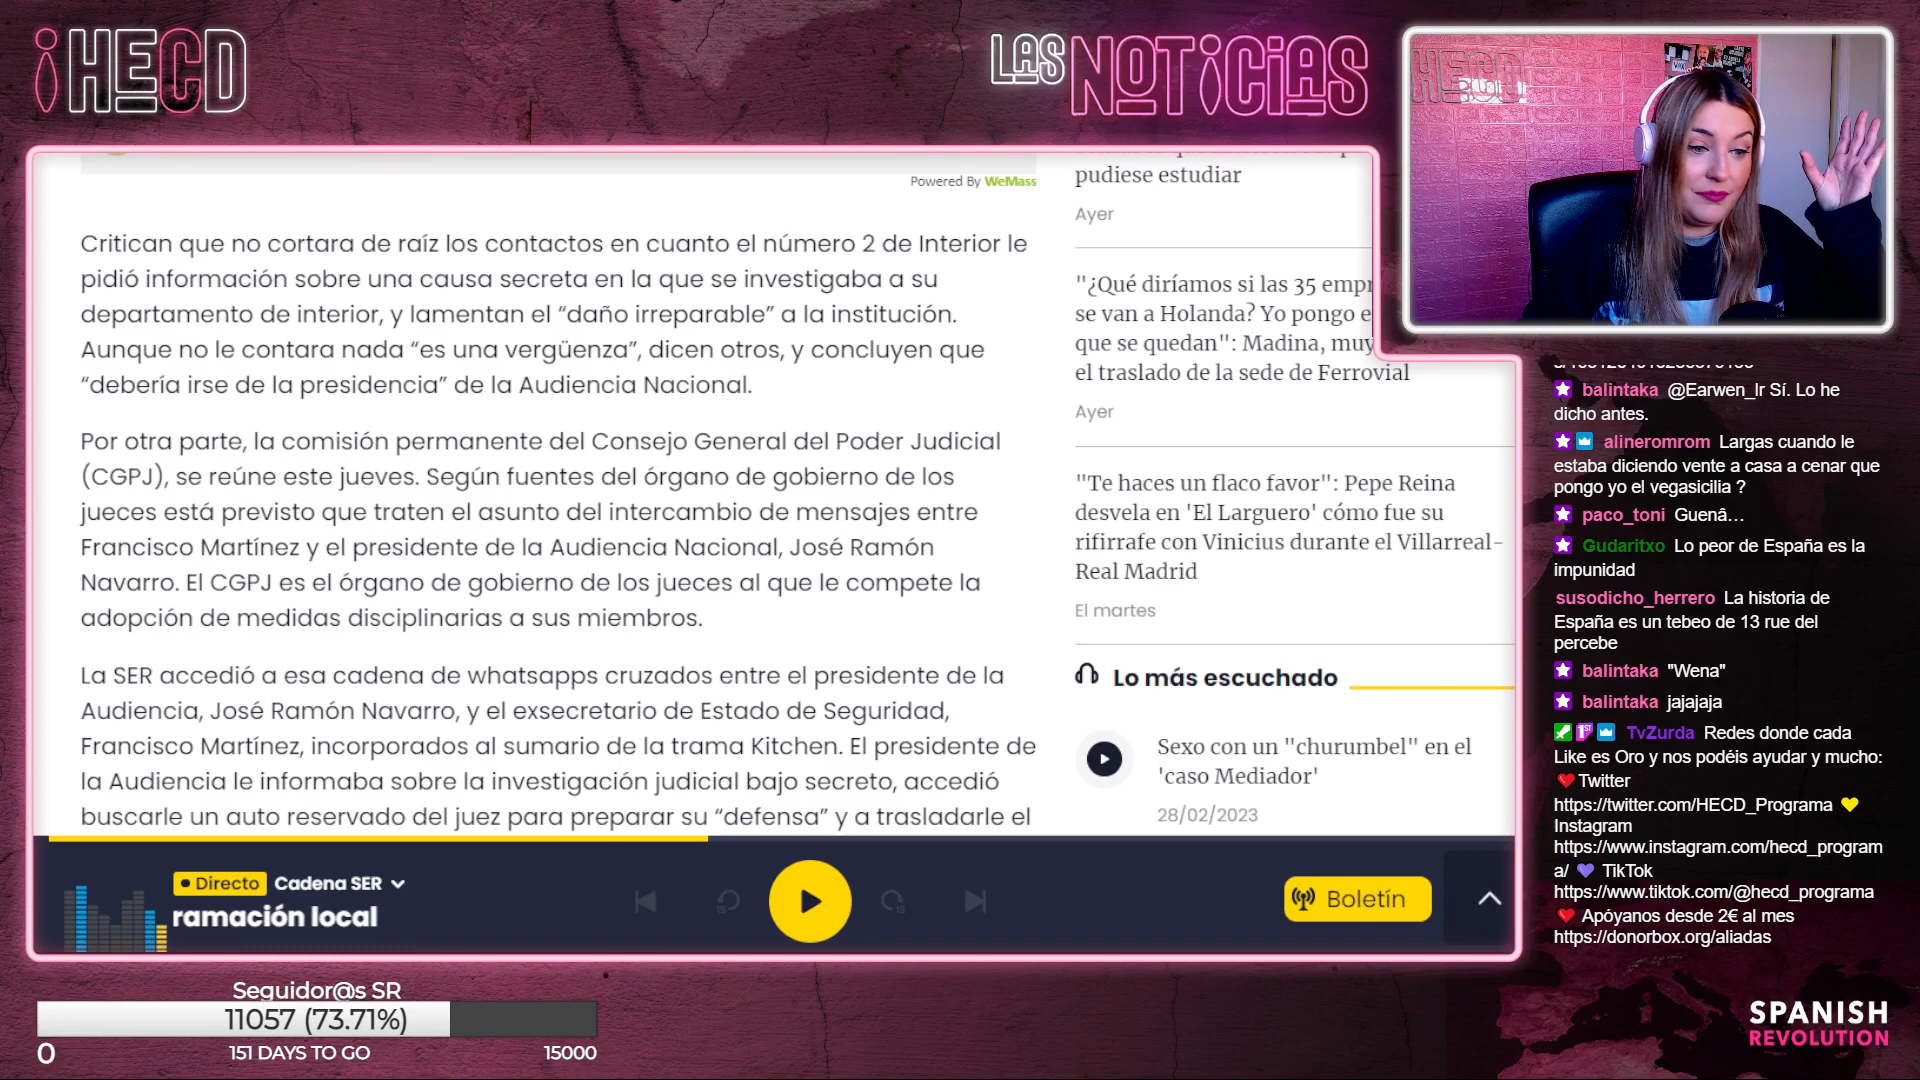 HECD
LAS NOTICIAS
HECD
Powered By WeMass
Critican que no cortara de raíz los contactos en cuanto el número 2 de Interior le
pidió información sobre una causa secreta en la que se investigaba a su
departamento de interior, y lamentan el “daño irreparable” a la institución.
Aunque no le contara nada “es una vergüenza”, dicen otros, y concluyen que
“debería irse de la presidencia” de la Audiencia Nacional.
Por otra parte, la comisión permanente del Consejo General del Poder Judicial
(CGPJ), se reúne este jueves. Según fuentes del órgano de gobierno de los
jueces está previsto que traten el asunto del intercambio de mensajes entre
Francisco Martínez y el presidente de la Audiencia Nacional, José Ramón
Navarro. El CGPJ es el órgano de gobierno de los jueces al que le compete la
adopción de medidas disciplinarias a sus miembros.
La SER accedió a esa cadena de whatsapps cruzados entre el presidente de la
Audiencia, José Ramón Navarro, y el exsecretario de Estado de Seguridad,
Francisco Martínez, incorporados al sumario de la trama Kitchen. El presidente de
la Audiencia le informaba sobre la investigación judicial bajo secreto, accedió
buscarle un auto reservado del juez para preparar su “defensa” y a trasladarle el
pudiese estudiar
Ayer
"¿Qué diríamos si las 35 empr
se van a Holanda? Yo pongo e
que se quedan": Madina, muy
el traslado de la sede de Ferrovial
Ayer
"Te haces un flaco favor": Pepe Reina
desvela en 'El Larguero' cómo fue su
rifirrafe con Vinicius durante el Villarreal-
Real Madrid
El martes
Lo más escuchado
Sexo con un "churumbel" en el
'caso Mediador'
28/02/2023
Directo Cadena SER
ramación local
15
15
Boletín
balintaka @Earwen_lr Sí. Lo he
dicho antes.
alineromrom Largas cuando le
estaba diciendo vente a casa a cenar que
pongo yo el vegasicilia ?
paco_toni Guenâ…
Gudaritxo Lo peor de España es la
impunidad
susodicho_herrero La historia de
España es un tebeo de 13 rue del
percebe
balintaka "Wena"
balintaka jajajaja
1ST TvZurda Redes donde cada
Like es Oro y nos podéis ayudar y mucho:
❤️Twitter
https://twitter.com/HECD_Programa 💛
Instagram
https://www.instagram.com/hecd_program
a/ 💜 TikTok
https://www.tiktok.com/@hecd_programa
❤️ Apóyanos desde 2€ al mes
https://donorbox.org/aliadas
Seguidor@s SR
11057 (73.71%)
0 151 DAYS TO GO 15000
SPANISH
REVOLUTION